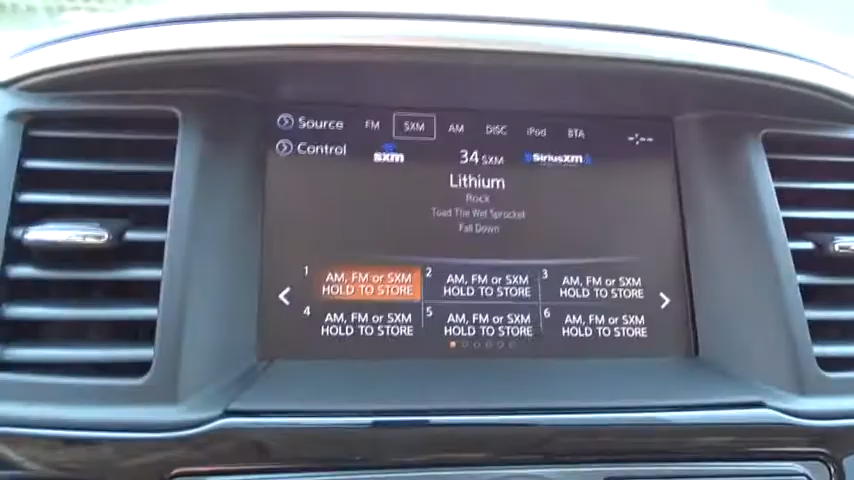 Source FM SXM AM DISC iPod BTA -:--
Control sxm 34 SXM siriusxm
Lithium
Rock
Toad The Wet Sprocket
Fall Down
1 AM, FM or SXM HOLD TO STORE
2 AM, FM or SXM HOLD TO STORE
3 AM, FM or SXM HOLD TO STORE
4 AM, FM or SXM HOLD TO STORE
5 AM, FM or SXM HOLD TO STORE
6 AM, FM or SXM HOLD TO STORE